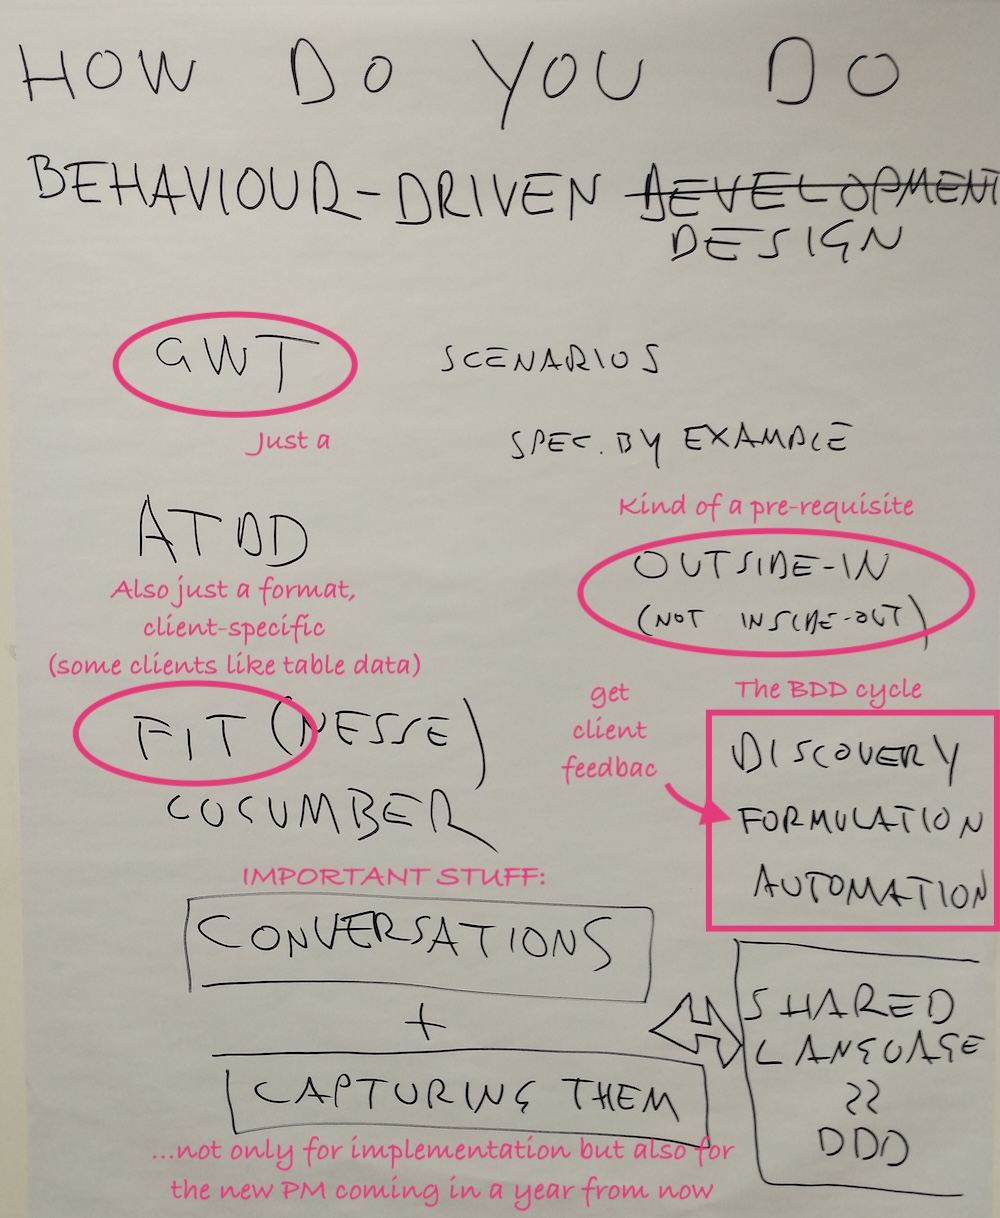 HOW DO YOU DO
BEHAVIOUR-DRIVEN DEVELOPMENT
DESIGN
GWT
SCENARIOS
Just a
SPEC. BY EXAMPLE
ATDD
Kind of a pre-requisite
OUTSIDE-IN
(NOT INSIDE-OUT)
Also just a format,
client-specific
(some clients like table data)
FIT (NESSE)
CUCUMBER
get
client
feedbac
The BDD cycle
DISCOVERY
FORMULATION
AUTOMATION
IMPORTANT STUFF:
CONVERSATIONS
+
CAPTURING THEM
SHARED
LANGUAGE
??
DDD
...not only for implementation but also for
the new PM coming in a year from now